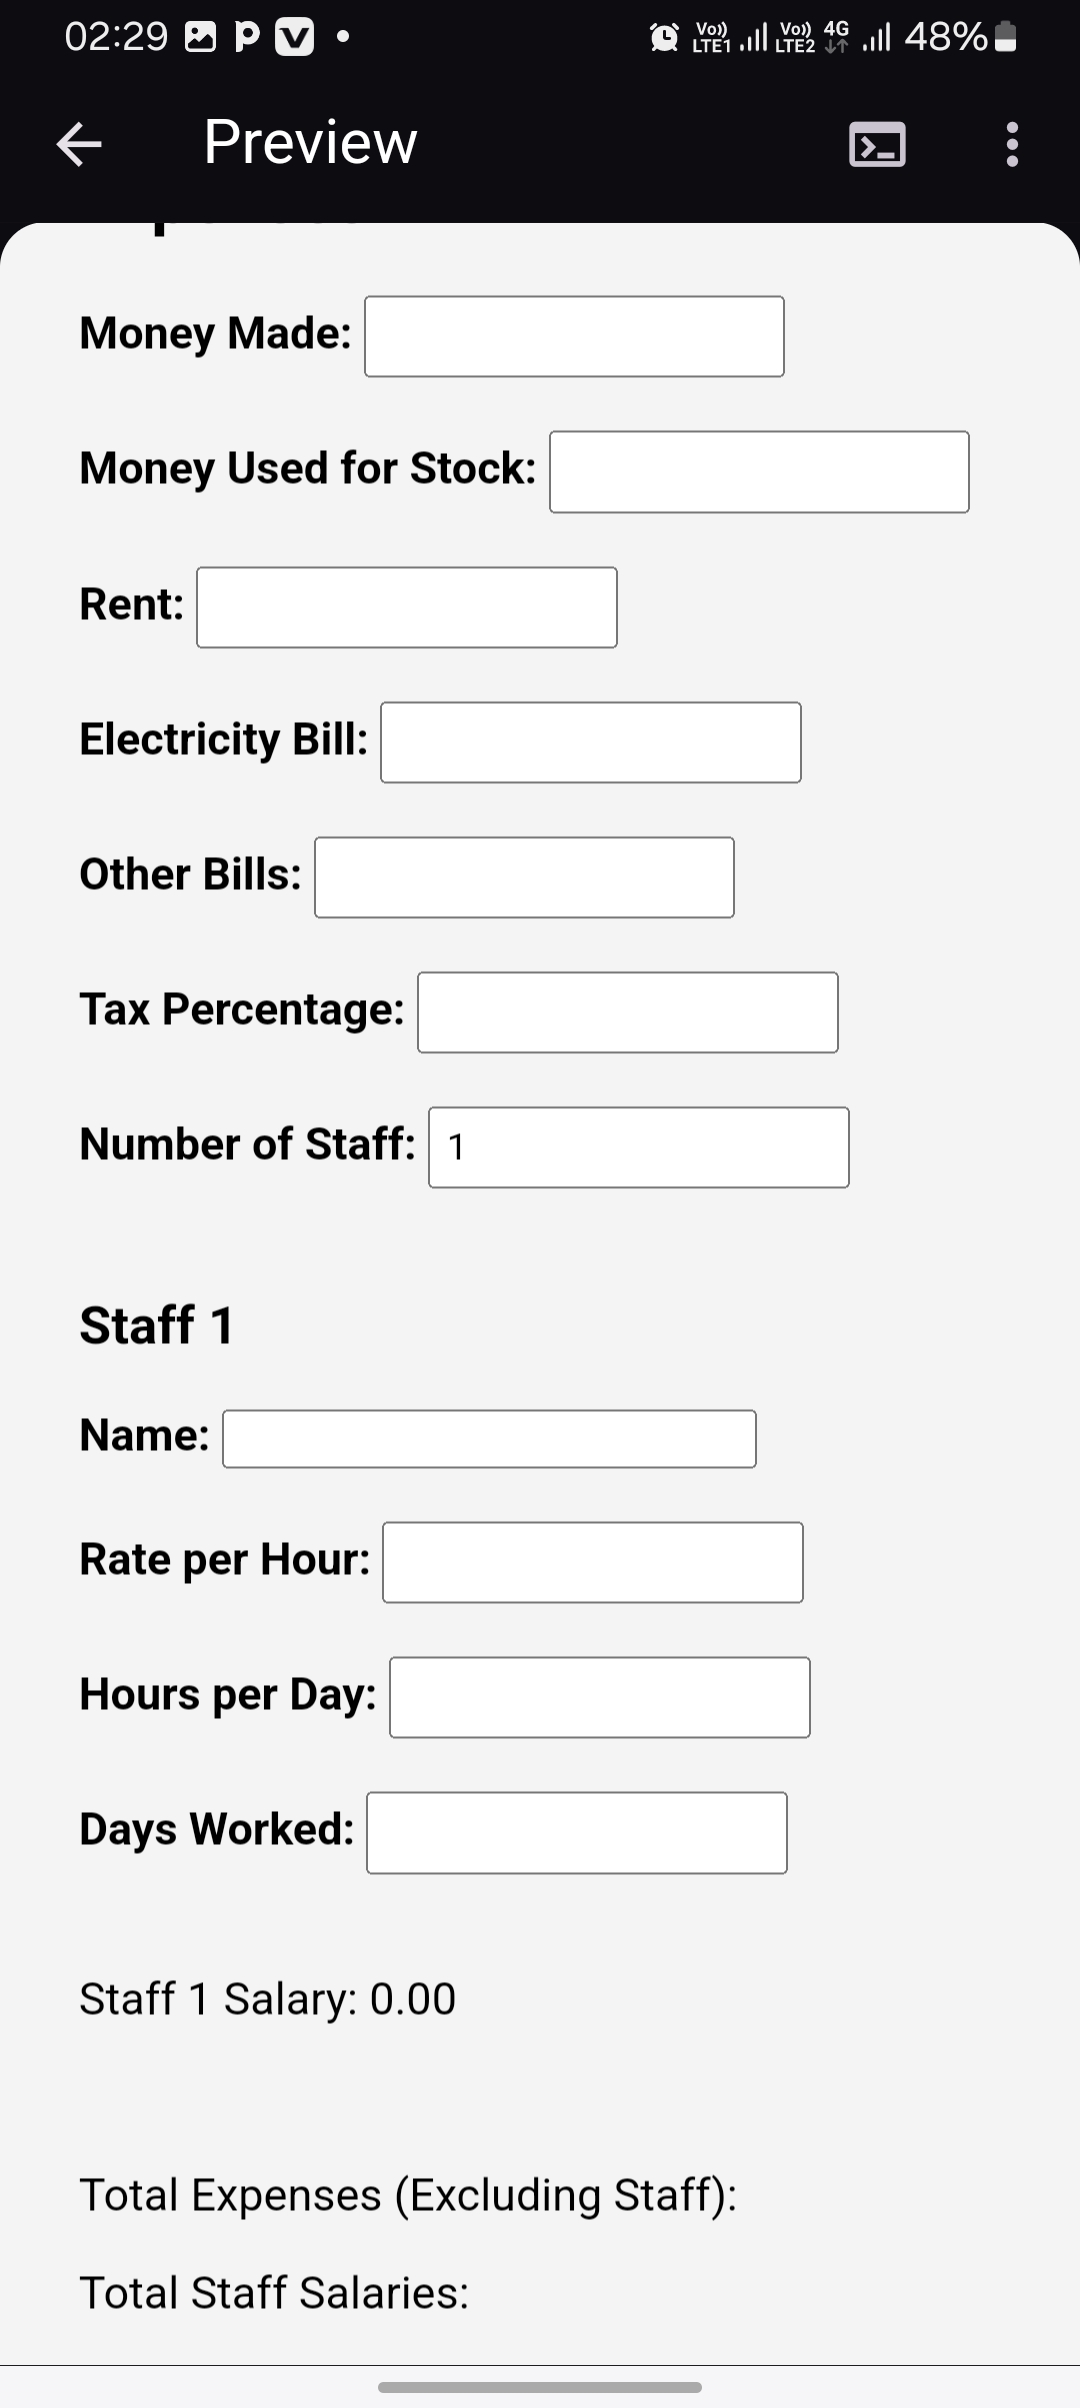 02:29
Vo)) LTE1 Vo)) LTE2 4G 48%
Preview
Money Made:
Money Used for Stock:
Rent:
Electricity Bill:
Other Bills:
Tax Percentage:
Number of Staff: 1
Staff 1
Name:
Rate per Hour:
Hours per Day:
Days Worked:
Staff 1 Salary: 0.00
Total Expenses (Excluding Staff):
Total Staff Salaries: